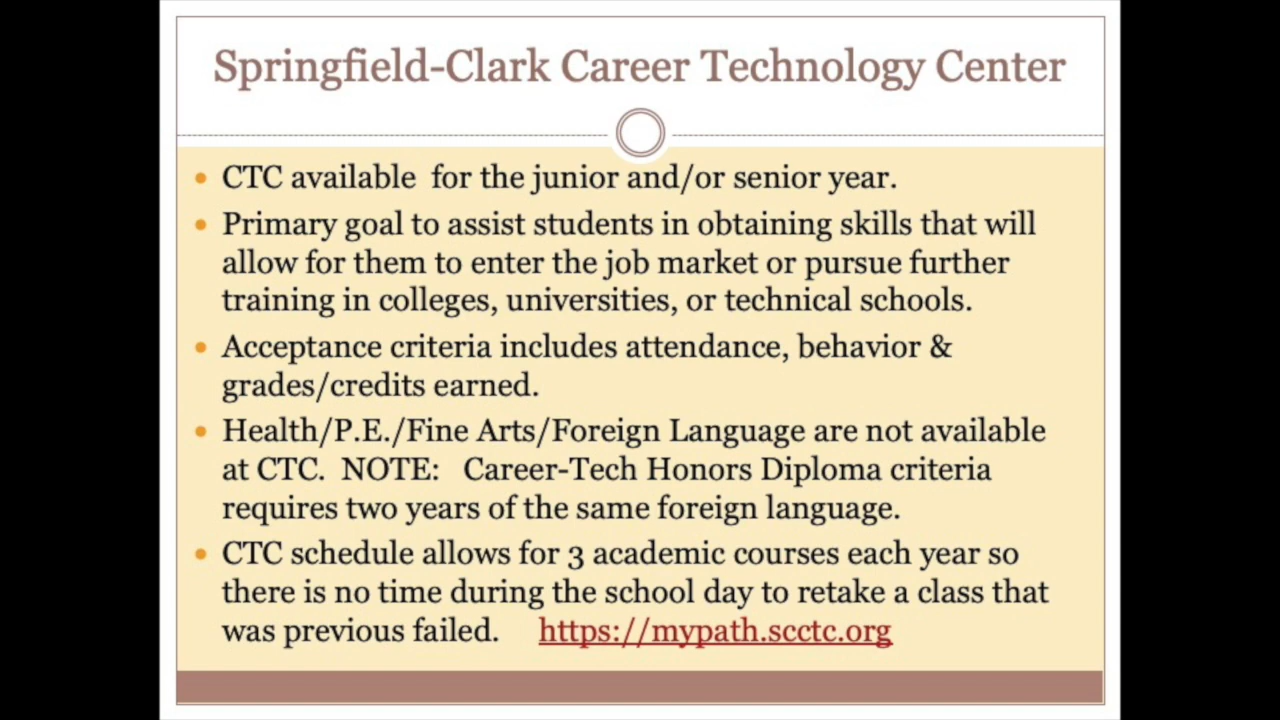 Springfield-Clark Career Technology Center
• CTC available  for the junior and/or senior year.
• Primary goal to assist students in obtaining skills that will
allow for them to enter the job market or pursue further
training in colleges, universities, or technical schools.
• Acceptance criteria includes attendance, behavior &
grades/credits earned.
• Health/P.E./Fine Arts/Foreign Language are not available
at CTC.  NOTE:   Career-Tech Honors Diploma criteria
requires two years of the same foreign language.
• CTC schedule allows for 3 academic courses each year so
there is no time during the school day to retake a class that
was previous failed.    https://mypath.scctc.org